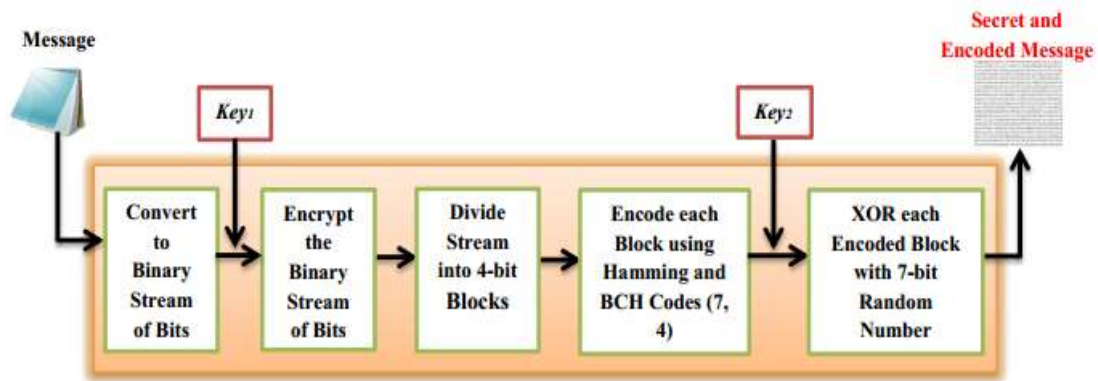 Message
Secret and
Encoded Message
Key1
Key2
Convert
to
Binary
Stream
of Bits
Encrypt
the
Binary
Stream
of Bits
Divide
Stream
into 4-bit
Blocks
Encode each
Block using
Hamming and
BCH Codes (7,
4)
XOR each
Encoded Block
with 7-bit
Random
Number